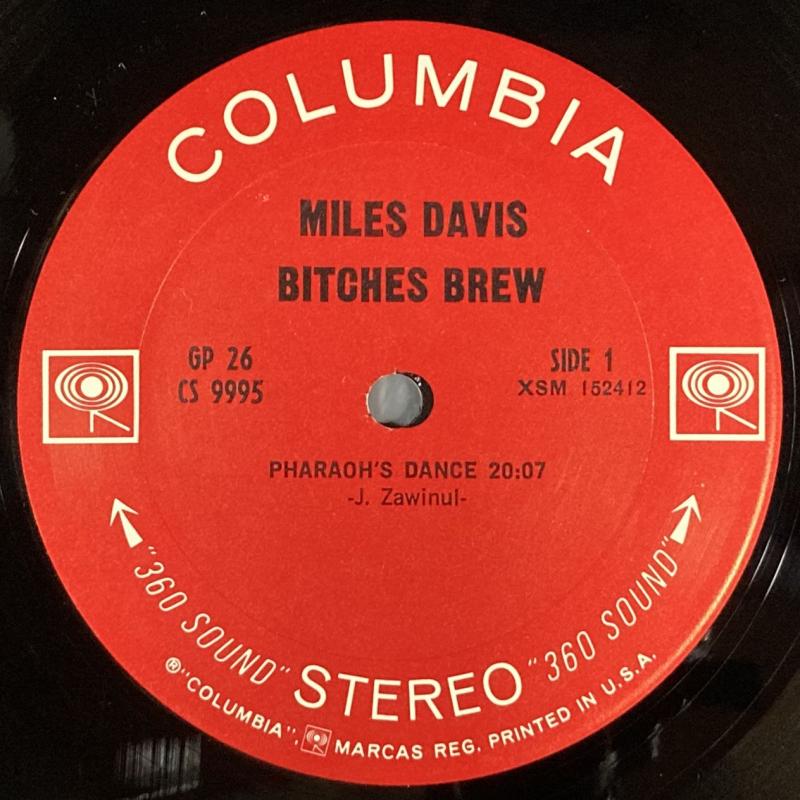 COLUMBIA
MILES DAVIS
BITCHES BREW
GP 26
CS 9995
SIDE 1
XSM 152412
PHARAOH'S DANCE 20:07
-J. Zawinul-
"360 SOUND" STEREO "360 SOUND"
®"COLUMBIA", MARCAS REG. PRINTED IN U.S.A.